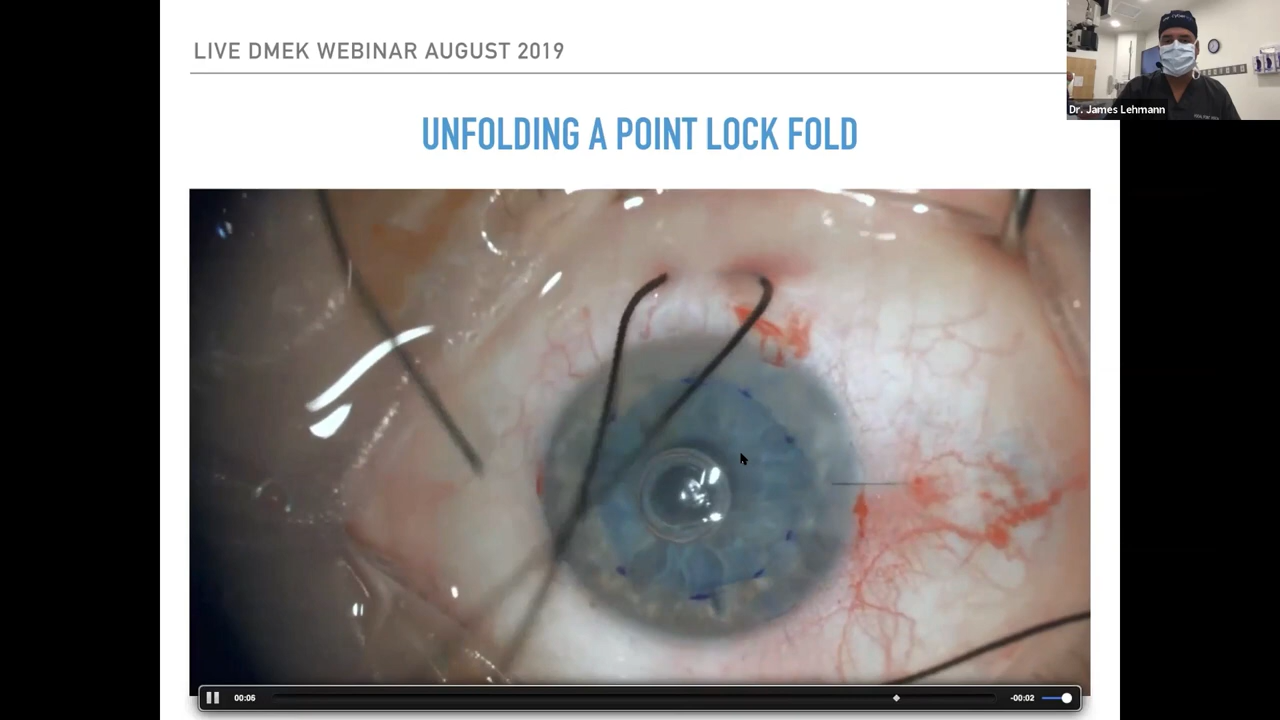 LIVE DMEK WEBINAR AUGUST 2019
Dr. James Lehmann
UNFOLDING A POINT LOCK FOLD
00:06
-00:02